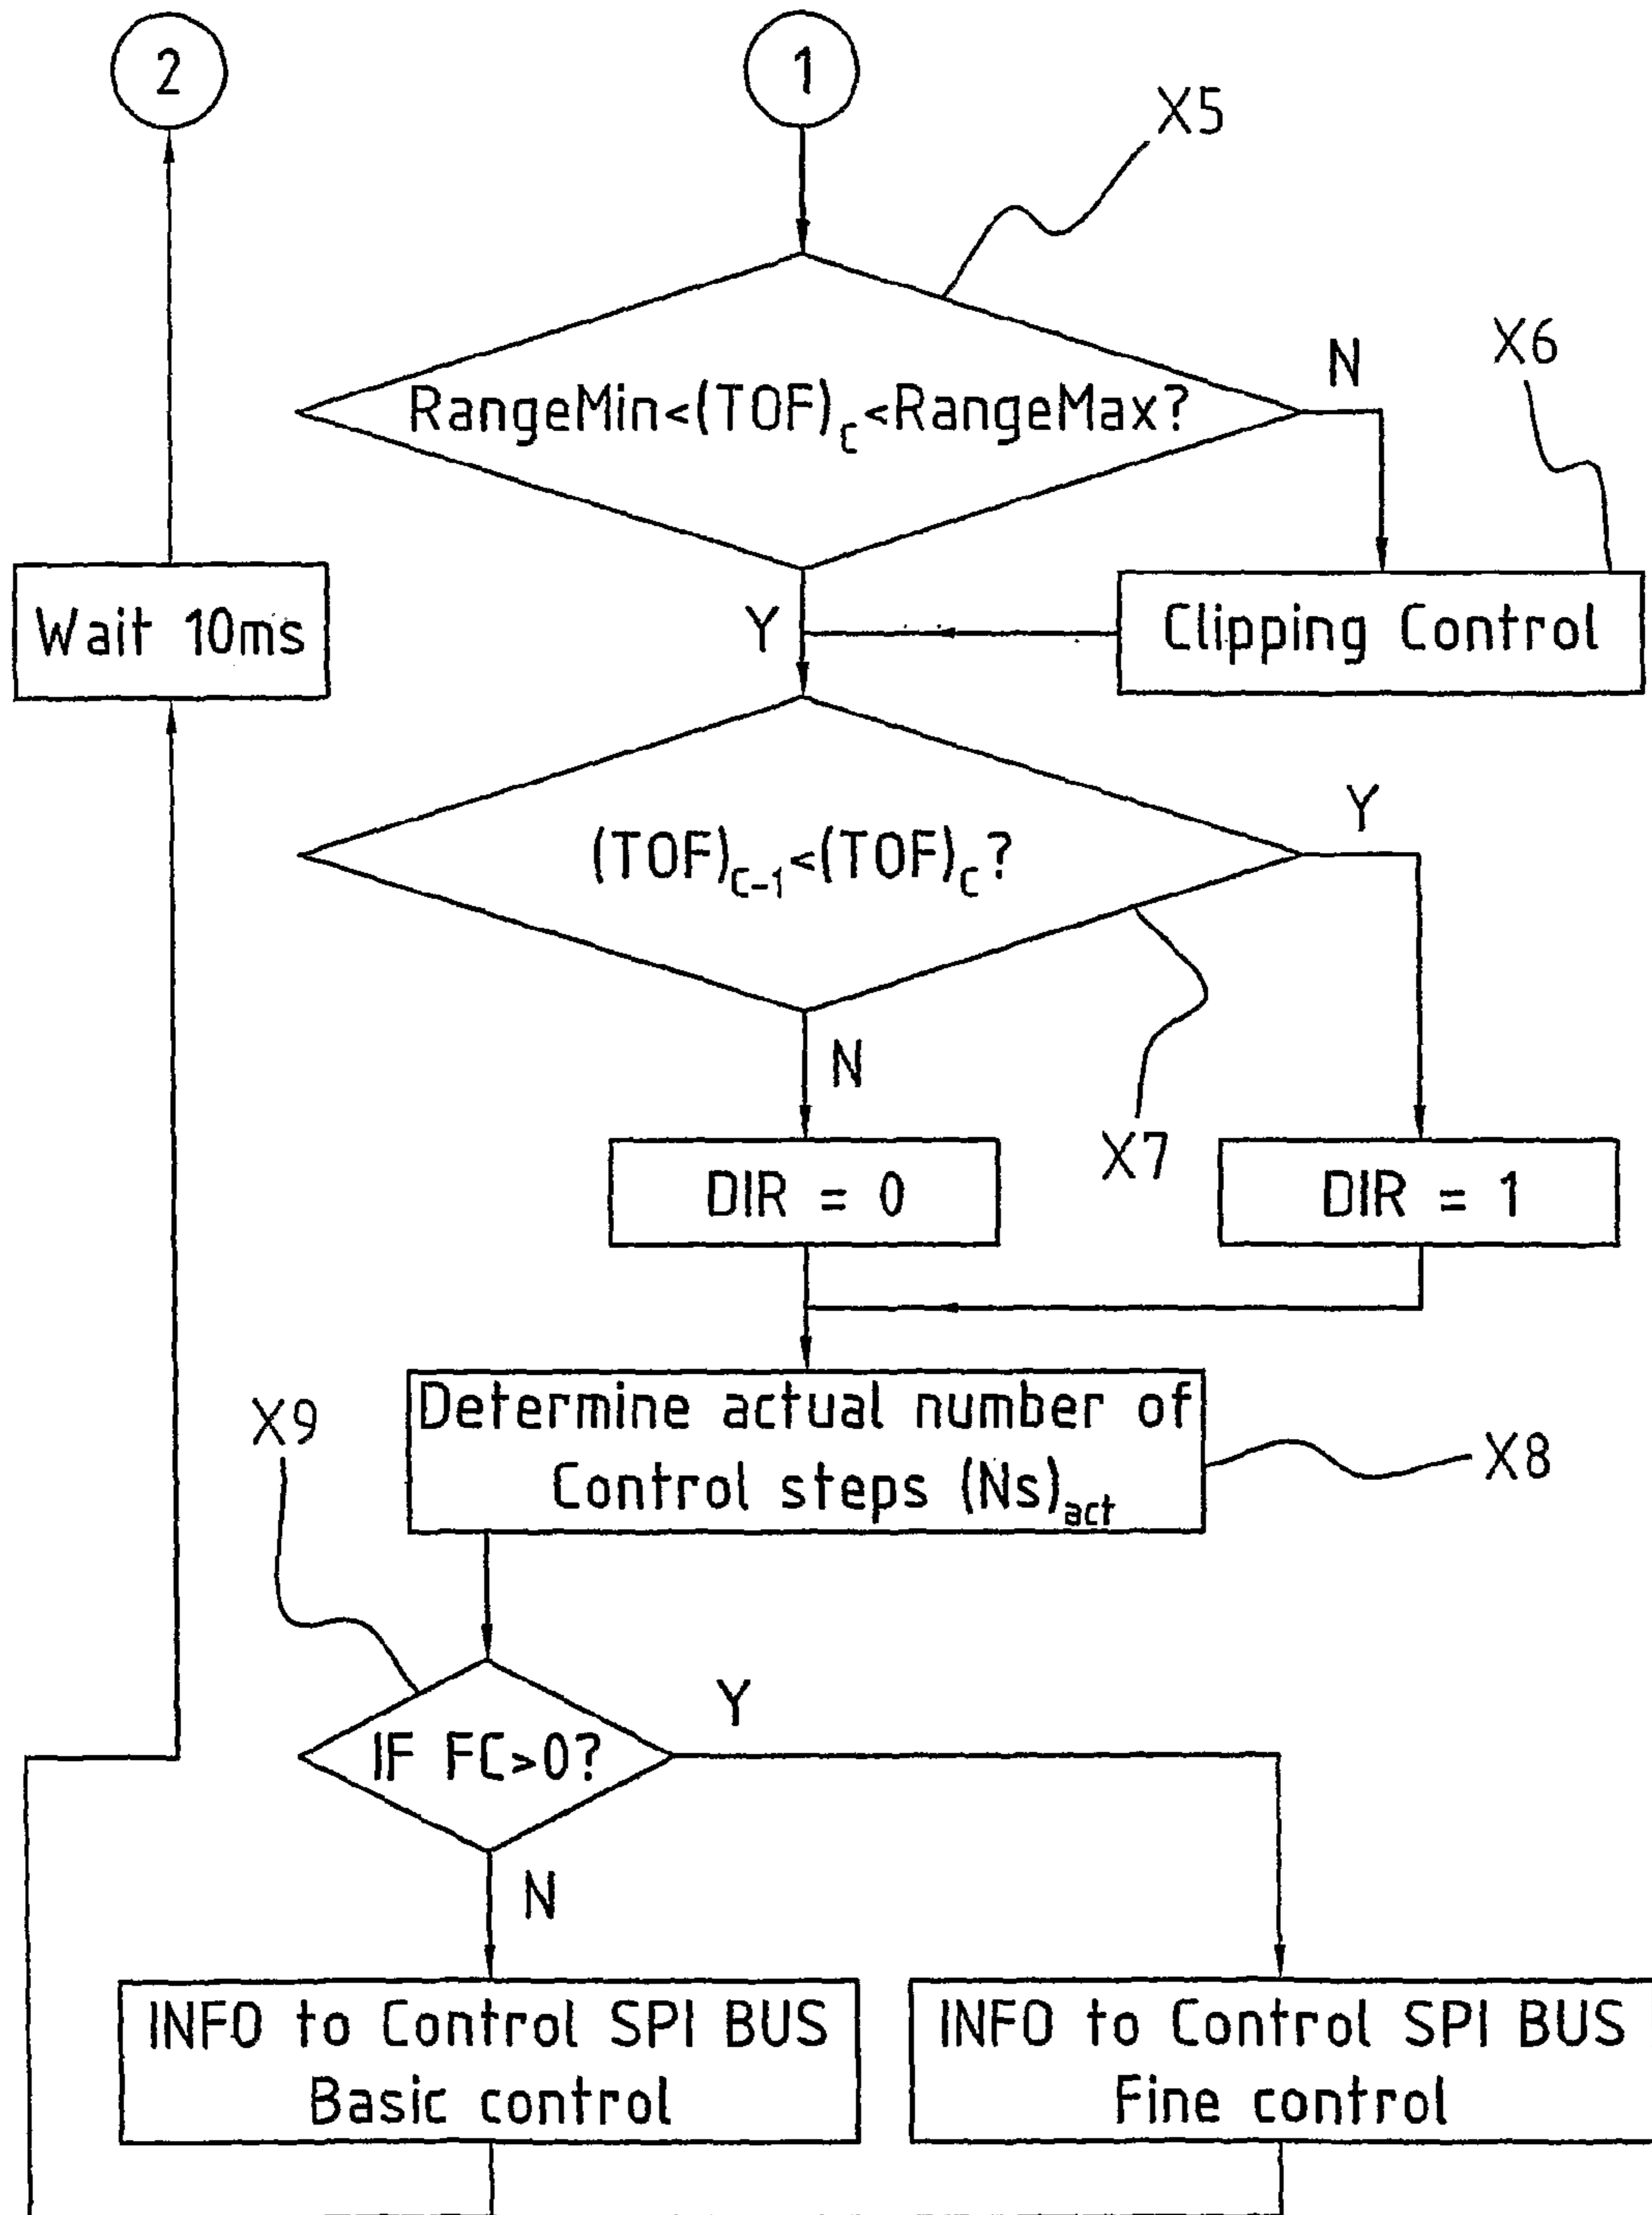 2
1
X5
RangeMin<(TOF)c<RangeMax?
N
X6
Wait 10ms
Y
Clipping Control
(TOF)c-1<(TOF)c?
Y
N
X7
DIR = 0
DIR = 1
X9
Determine actual number of
Control steps (Ns)act
X8
IF FC>0?
Y
N
INFO to Control SPI BUS
Basic control
INFO to Control SPI BUS
Fine control